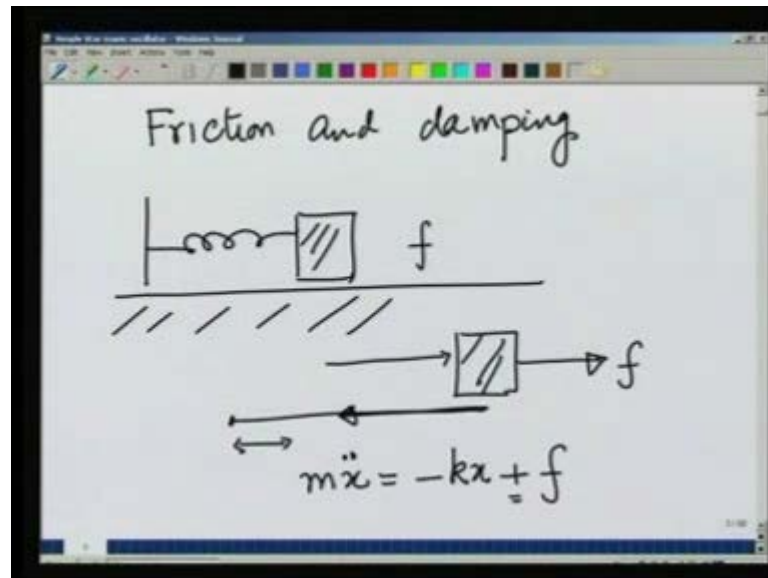 Friction and damping
f
f
mẍ = -kx + f